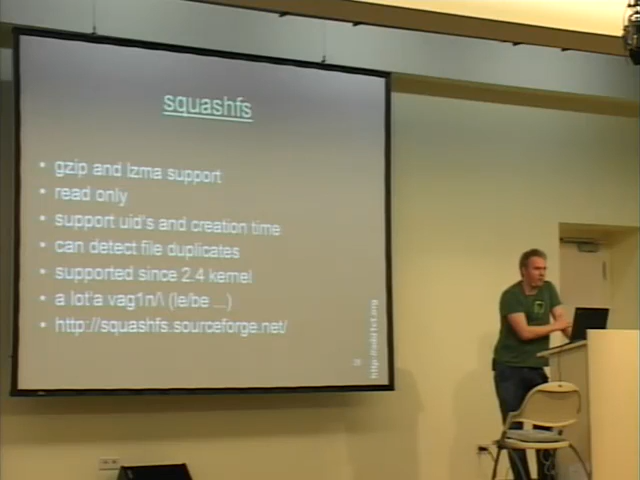 squashfs
• gzip and lzma support
• read only
• support uid's and creation time
• can detect file duplicates
• supported since 2.4 kernel
• a lot'a vag1n/\ (le/be ...)
• http://squashfs.sourceforge.net/